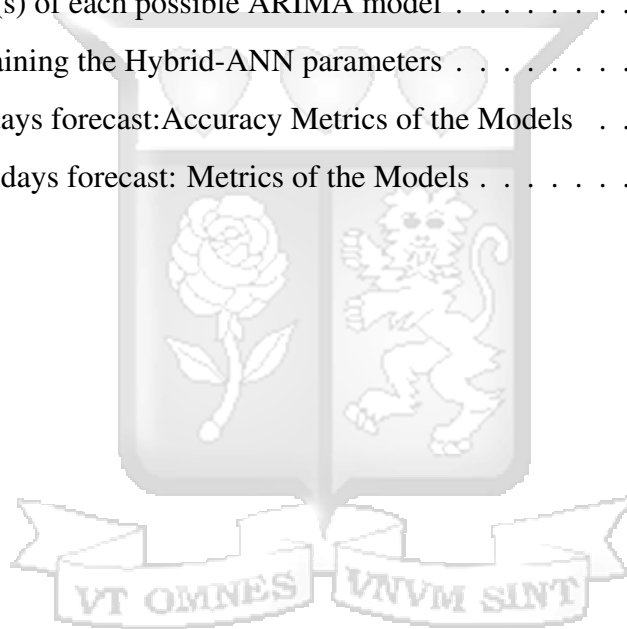 (s) of each possible ARIMA model . . . . . . . .
aining the Hybrid-ANN parameters . . . . . . . .
days forecast:Accuracy Metrics of the Models . .
days forecast: Metrics of the Models . . . . . . .
VT OMNES VNVM SINT